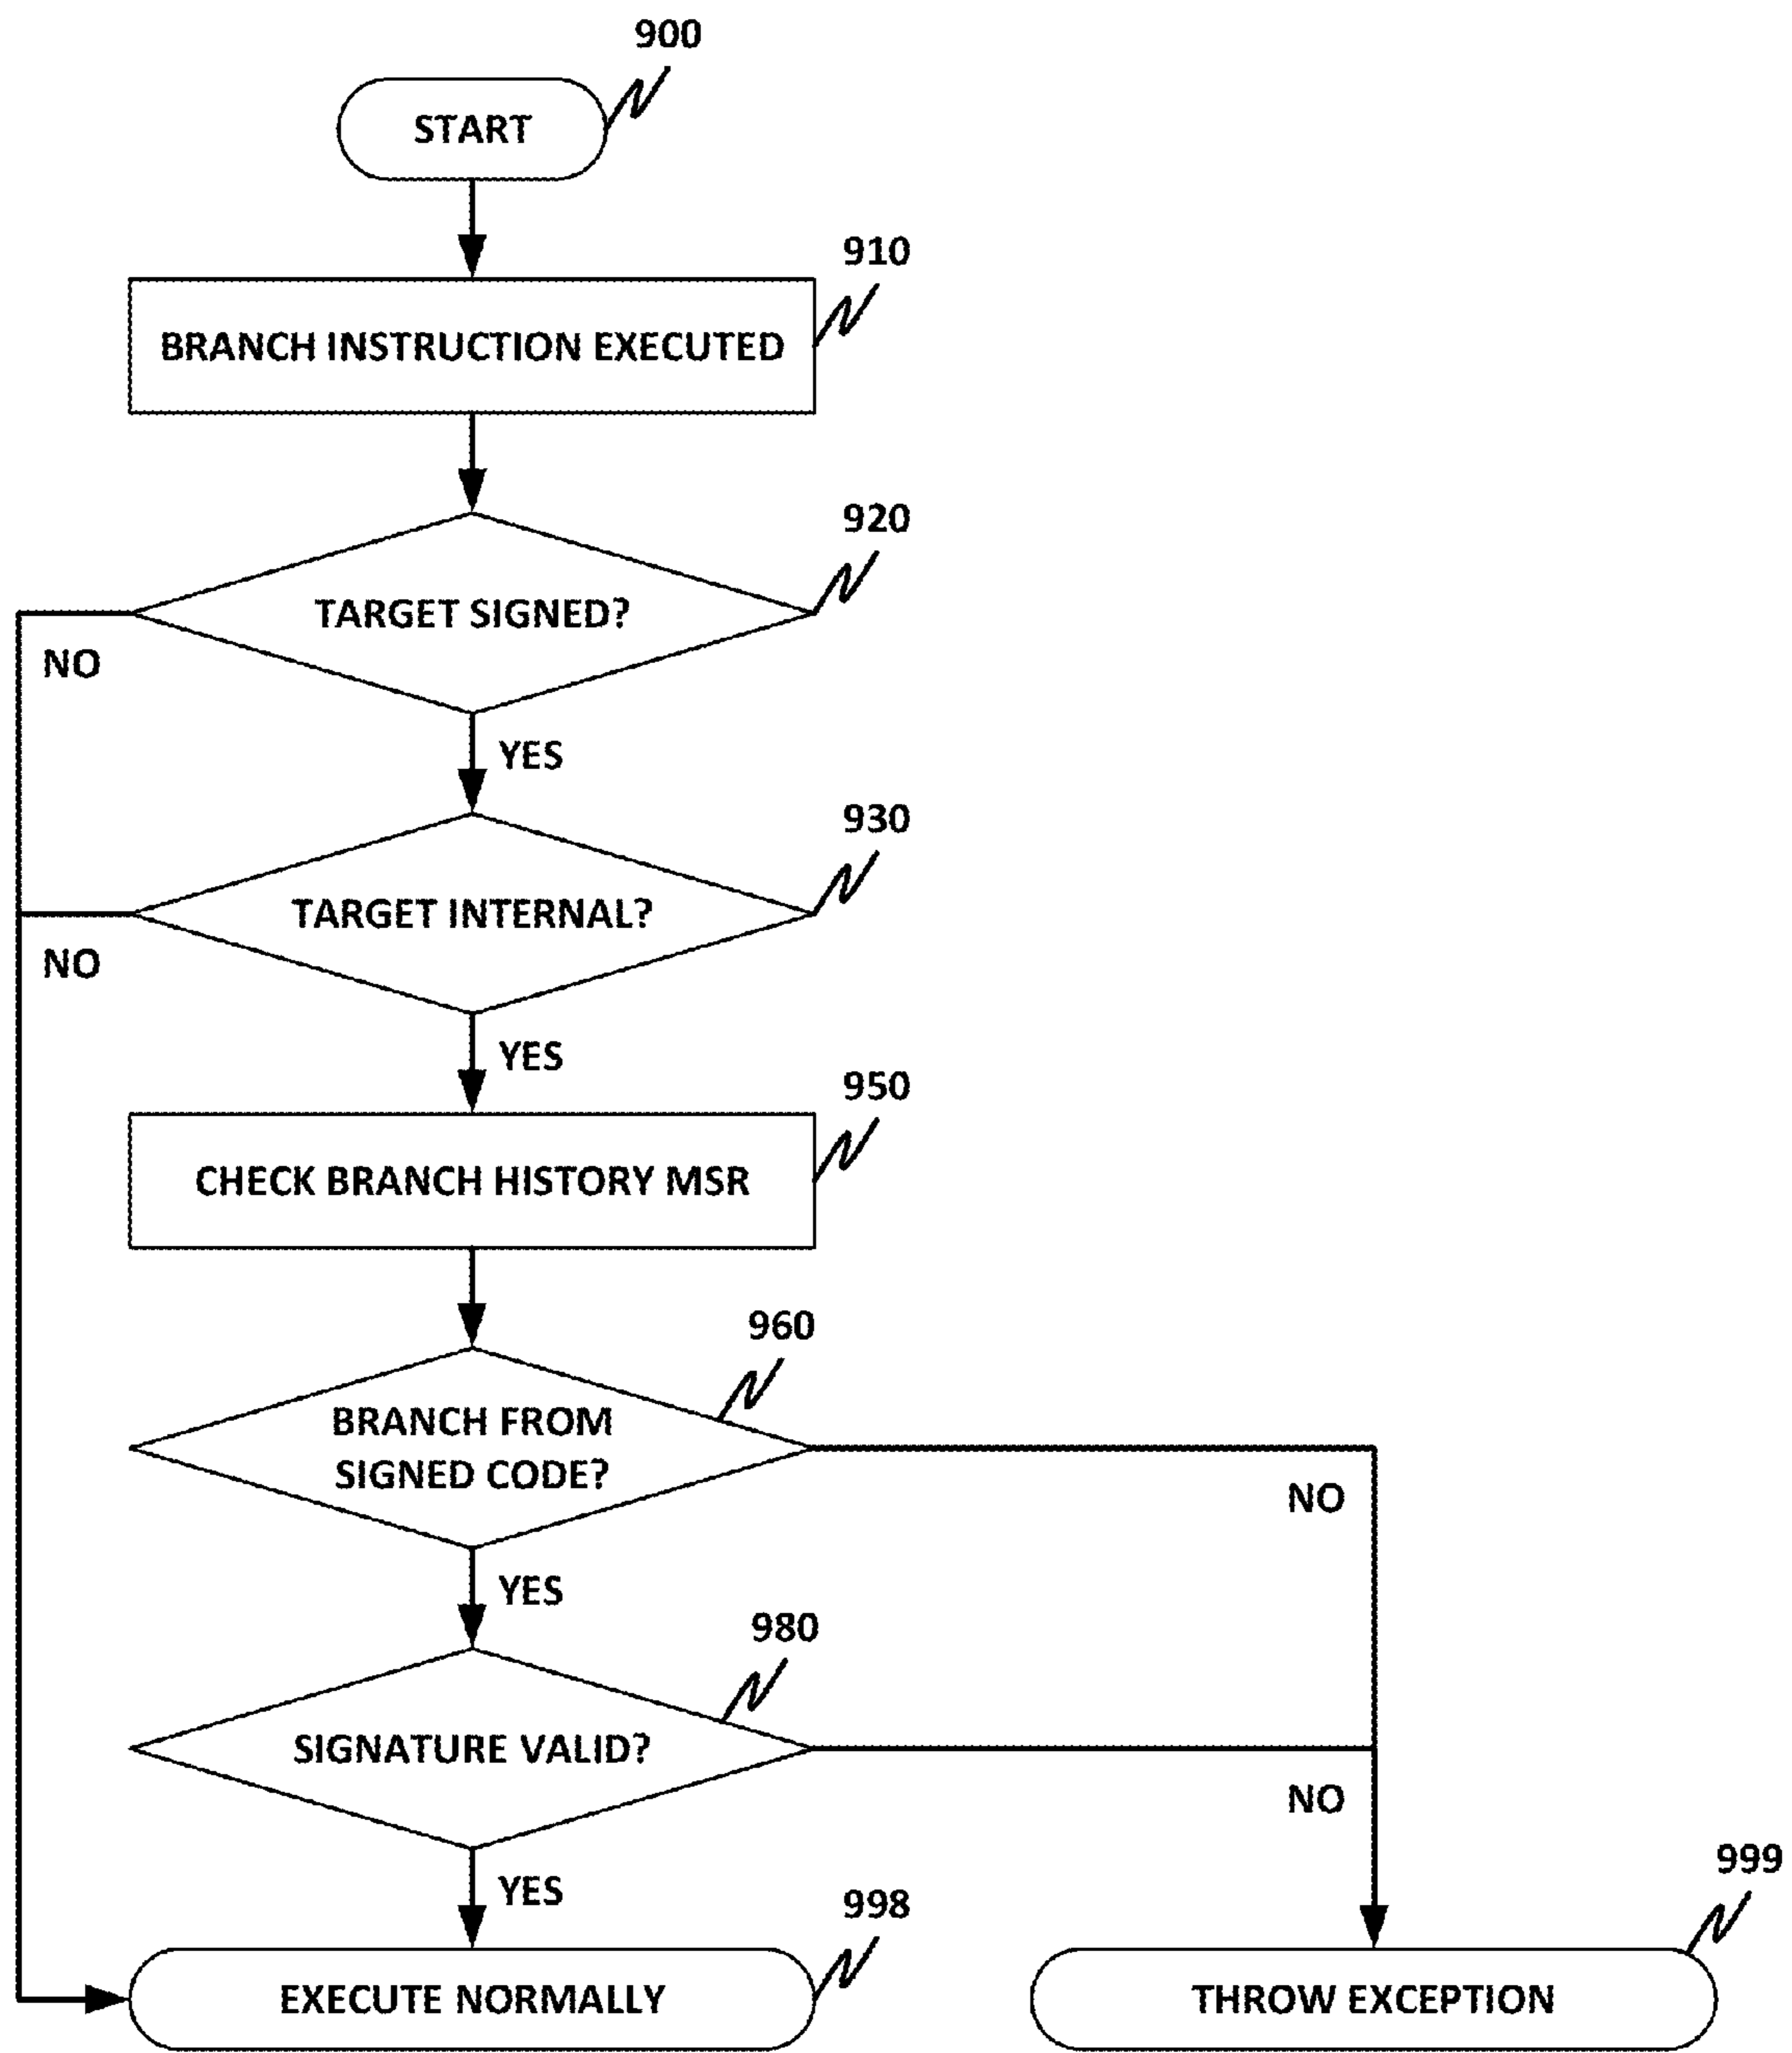 900
START
910
BRANCH INSTRUCTION EXECUTED
920
TARGET SIGNED?
NO
YES
930
TARGET INTERNAL?
NO
YES
950
CHECK BRANCH HISTORY MSR
960
BRANCH FROM
SIGNED CODE?
NO
YES
980
SIGNATURE VALID?
NO
YES
998
999
EXECUTE NORMALLY
THROW EXCEPTION